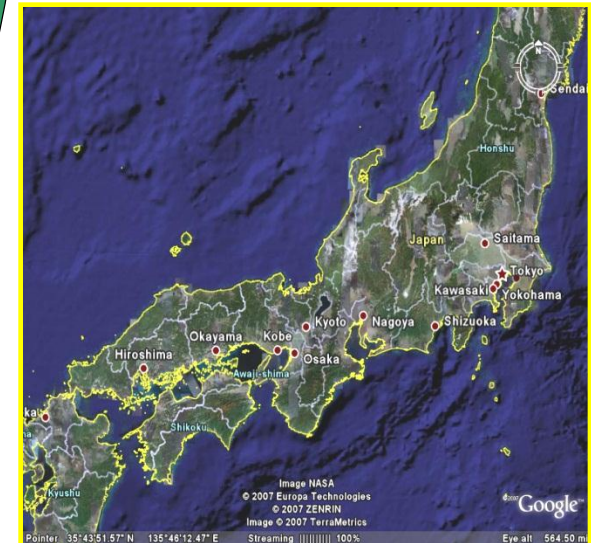 N
Sendai
Honshu
Japan
Saitama
Tokyo
Kawasaki
Yokohama
Kyoto
Nagoya
Shizuoka
Okayama
Kobe
Hiroshima
Osaka
Awaji-shima
Shikoku
Kyushu
Image NASA
© 2007 Europa Technologies
© 2007 ZENRIN
Image © 2007 TerraMetrics
©2007 Google™
Pointer 35°43'51.57" N 135°46'12.47" E Streaming |||||||||| 100% Eye alt 564.50 mi